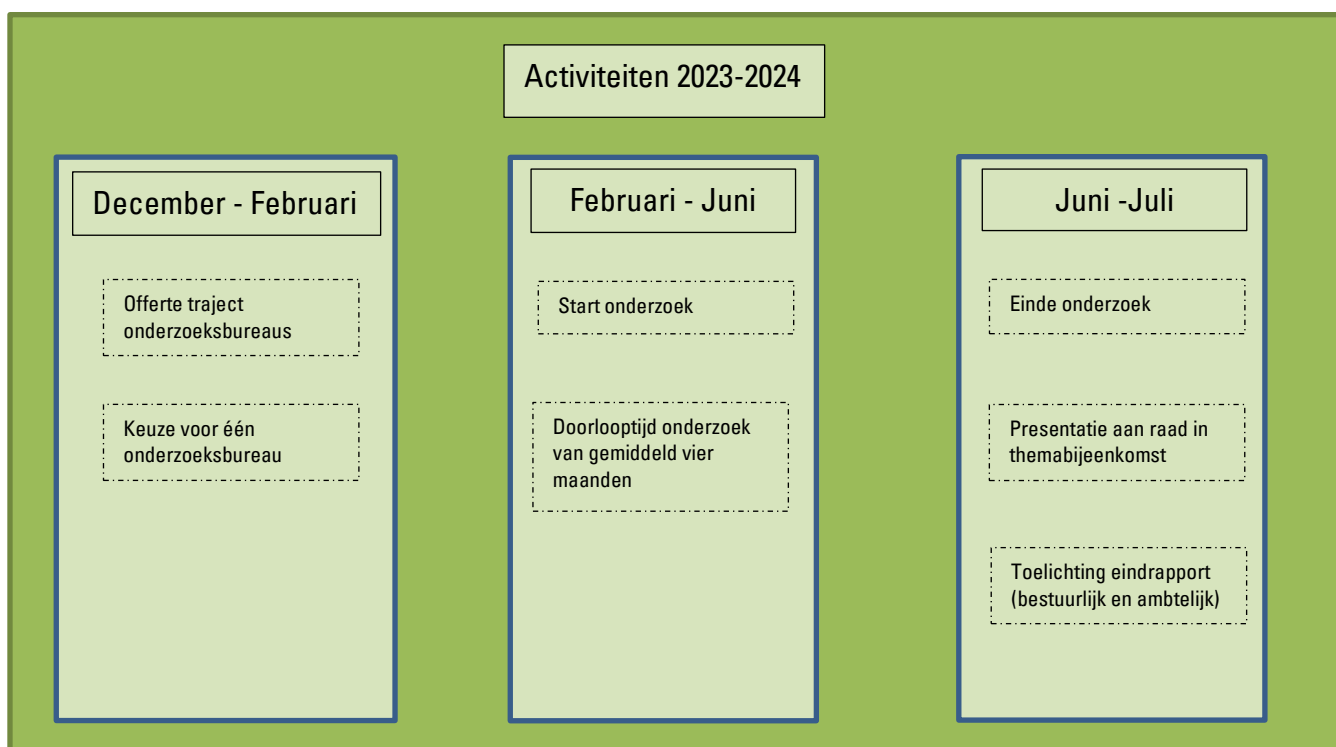 Activiteiten 2023-2024
December - Februari
Offerte traject
onderzoeksbureaus
Keuze voor één
onderzoeksbureau
Februari - Juni
Start onderzoek
Doorlooptijd onderzoek
van gemiddeld vier
maanden
Juni -Juli
Einde onderzoek
Presentatie aan raad in
themabijeenkomst
Toelichting eindrapport
(bestuurlijk en ambtelijk)